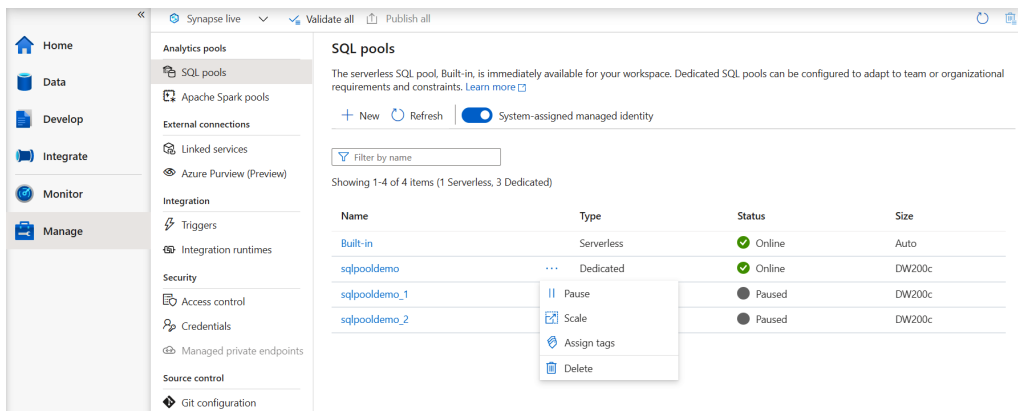 «
Synapse live
Validate all
Publish all
Home
Data
Develop
Integrate
Monitor
Manage
Analytics pools
SQL pools
Apache Spark pools
External connections
Linked services
Azure Purview (Preview)
Integration
Triggers
Integration runtimes
Security
Access control
Credentials
Managed private endpoints
Source control
Git configuration
SQL pools
The serverless SQL pool, Built-in, is immediately available for your workspace. Dedicated SQL pools can be configured to adapt to team or organizational
requirements and constraints. Learn more
New Refresh System-assigned managed identity
Filter by name
Showing 1-4 of 4 items (1 Serverless, 3 Dedicated)
Name Type Status Size
Built-in Serverless Online Auto
sqlpooldemo ... Dedicated Online DW200c
sqlpooldemo_1 Paused DW200c
sqlpooldemo_2 Paused DW200c
Pause
Scale
Assign tags
Delete